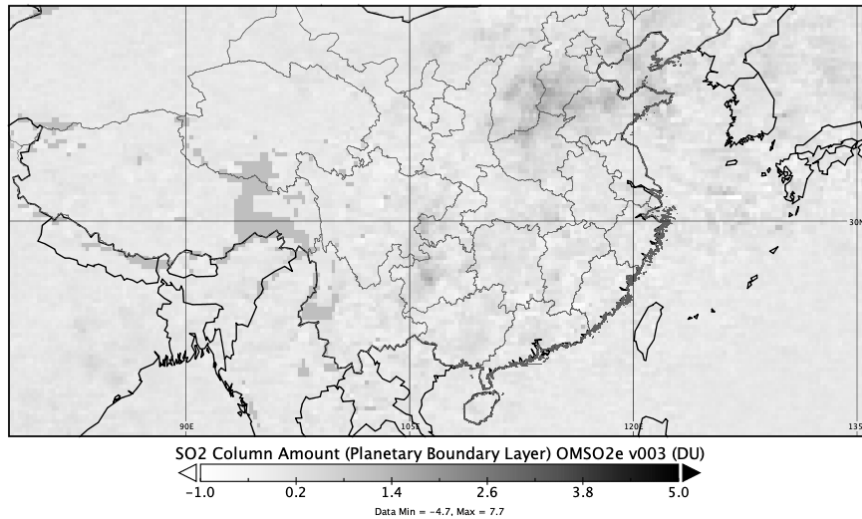 30N
90E 105E 120E 135
SO2 Column Amount (Planetary Boundary Layer) OMSO2e v003 (DU)
-1.0 0.2 1.4 2.6 3.8 5.0
Data Min = -4.7, Max = 7.7